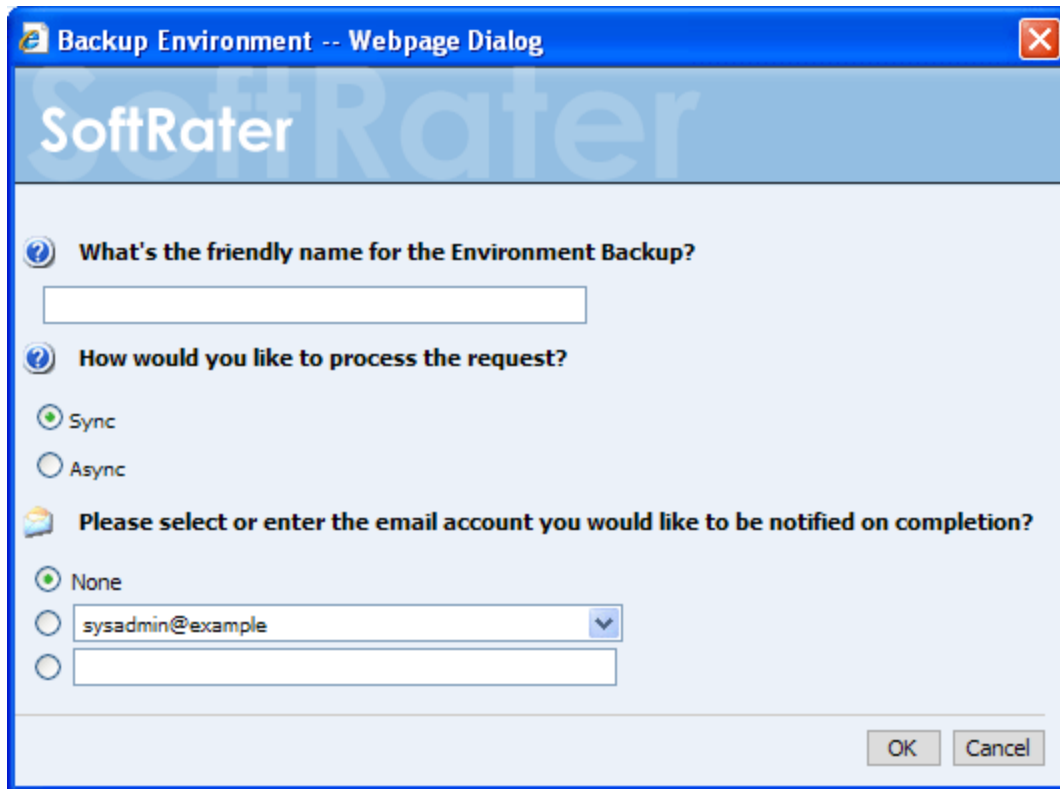 Backup Environment -- Webpage Dialog
SoftRater
SoftRater
What's the friendly name for the Environment Backup?
How would you like to process the request?
Sync
Async
Please select or enter the email account you would like to be notified on completion?
None
sysadmin@example
OK Cancel